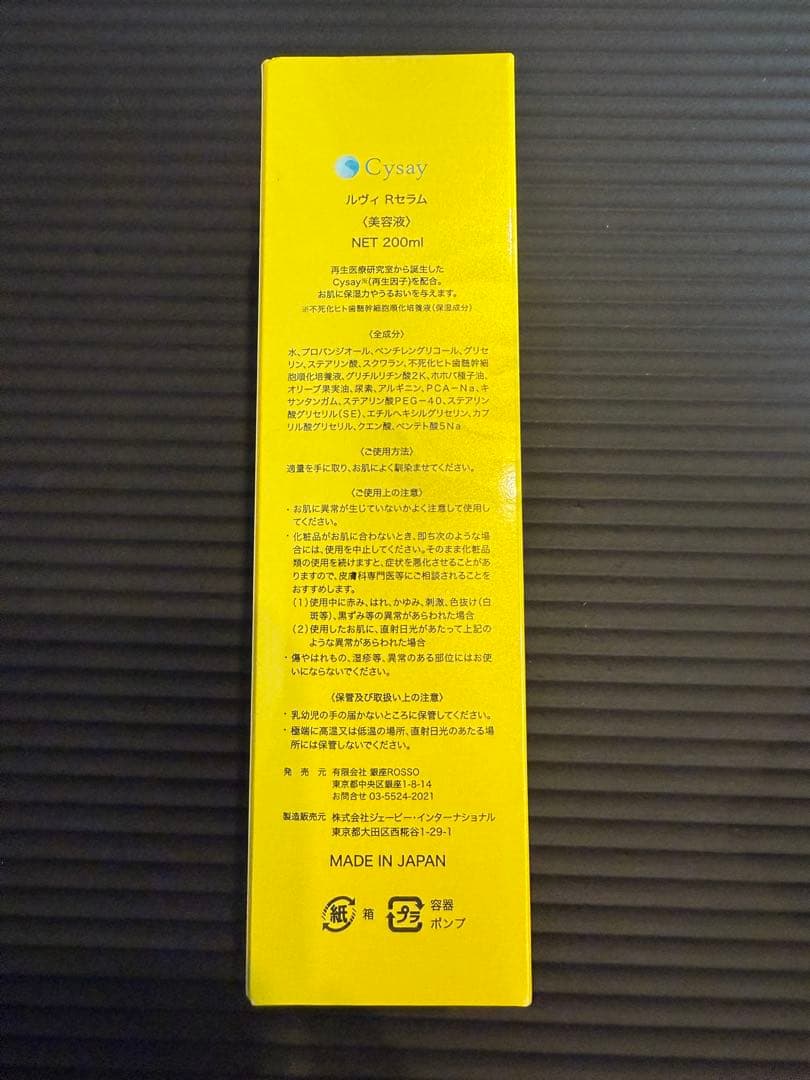 Cysay
ルヴィ Rセラム
〈美容液〉
NET 200ml
再生医療研究室から誕生した
Cysay※(再生因子)を配合。
お肌に保湿力やうるおいを与えます。
※不死化ヒト歯髄幹細胞順化培養液(保湿成分)
〈全成分〉
水、プロパンジオール、ペンチレングリコール、グリセ
リン、ステアリン酸、スクワラン、不死化ヒト歯髄幹細
胞順化培養液、グリチルリチン酸2K、ホホバ種子油、
オリーブ果実油、尿素、アルギニン、PCA-Na、キ
サンタンガム、ステアリン酸PEG-40、ステアリン
酸グリセリル(SE)、エチルヘキシルグリセリン、カプ
リル酸グリセリル、クエン酸、ペンテト酸5Na
〈ご使用方法〉
適量を手に取り、お肌によく馴染ませてください。
〈ご使用上の注意〉
・お肌に異常が生じていないかよく注意して使用し
てください。
・化粧品がお肌に合わないとき、即ち次のような場
合には、使用を中止してください。そのまま化粧品
類の使用を続けますと、症状を悪化させることがあ
りますので、皮膚科専門医等にご相談されることを
おすすめします。
(1)使用中に赤み、はれ、かゆみ、刺激、色抜け(白
斑等)、黒ずみ等の異常があらわれた場合
(2)使用したお肌に、直射日光があたって上記の
ような異常があらわれた場合
・傷やはれもの、湿疹等、異常のある部位にはお使
いにならないでください。
〈保管及び取扱い上の注意〉
・乳幼児の手の届かないところに保管してください。
・極端に高温又は低温の場所、直射日光のあたる場
所には保管しないでください。
発売元 有限会社 銀座ROSSO
東京都中央区銀座1-8-14
お問合せ 03-5524-2021
製造販売元 株式会社ジェーピー・インターナショナル
東京都大田区西糀谷1-29-1
MADE IN JAPAN
紙 箱 プラ 容器
ポンプ